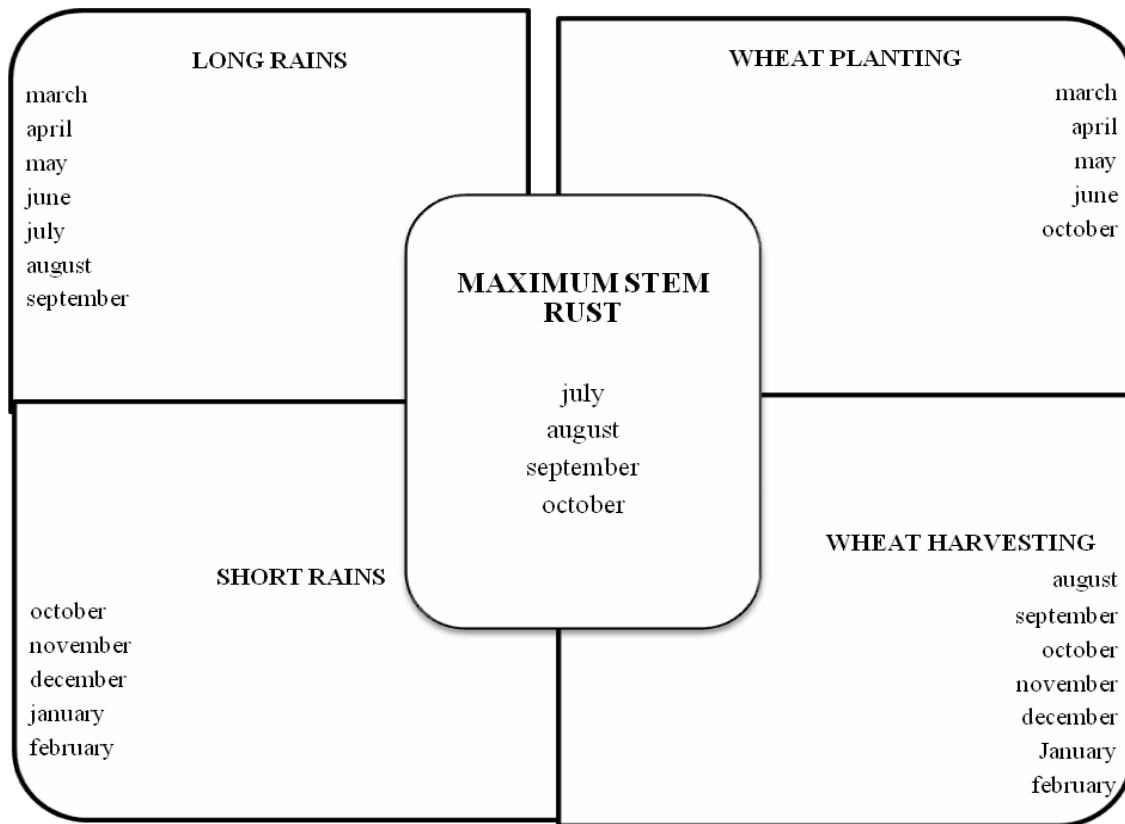 LONG RAINS
march
april
may
june
july
august
september
WHEAT PLANTING
march
april
may
june
october
MAXIMUM STEM
RUST
july
august
september
october
SHORT RAINS
october
november
december
january
february
WHEAT HARVESTING
august
september
october
november
december
January
february